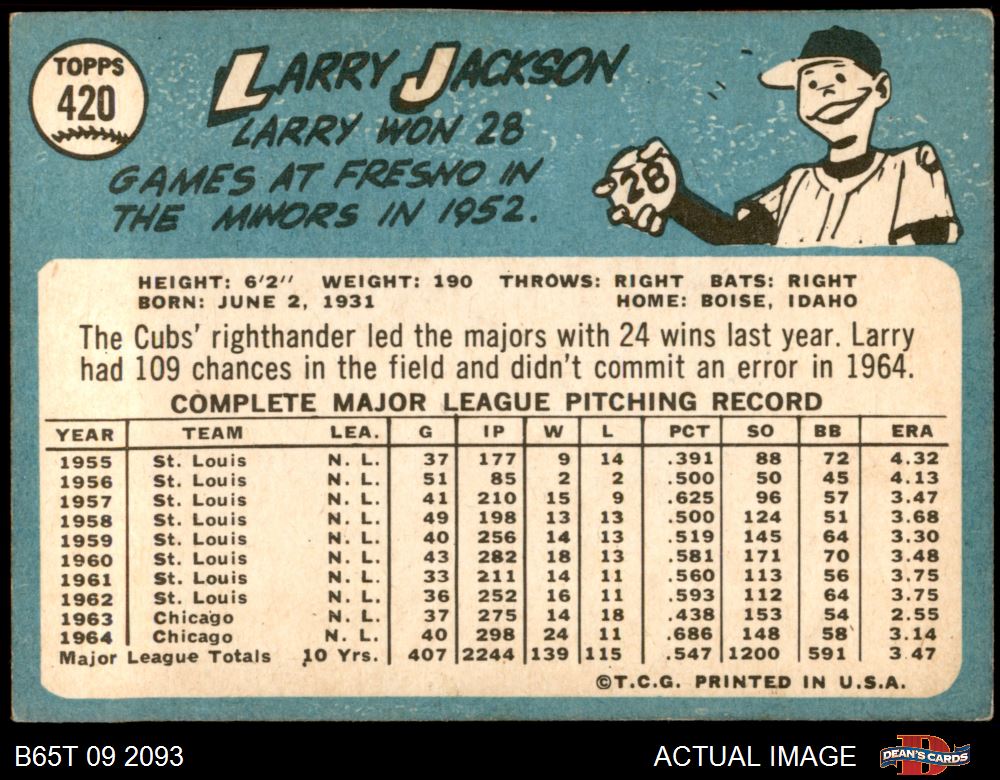 TOPPS
420
LARRY JACKSON
LARRY WON 28
GAMES AT FRESNO IN
THE MINORS IN 1952.
28
HEIGHT: 6'2" WEIGHT: 190 THROWS: RIGHT BATS: RIGHT
BORN: JUNE 2, 1931 HOME: BOISE, IDAHO
The Cubs' righthander led the majors with 24 wins last year. Larry
had 109 chances in the field and didn't commit an error in 1964.
COMPLETE MAJOR LEAGUE PITCHING RECORD
YEAR TEAM LEA. G IP W L PCT SO BB ERA
1955 St. Louis N. L. 37 177 9 14 .391 88 72 4.32
1956 St. Louis N. L. 51 85 2 2 .500 50 45 4.13
1957 St. Louis N. L. 41 210 15 9 .625 96 57 3.47
1958 St. Louis N. L. 49 198 13 13 .500 124 51 3.68
1959 St. Louis N. L. 40 256 14 13 .519 145 64 3.30
1960 St. Louis N. L. 43 282 18 13 .581 171 70 3.48
1961 St. Louis N. L. 33 211 14 11 .560 113 56 3.75
1962 St. Louis N. L. 36 252 16 11 .593 112 64 3.75
1963 Chicago N. L. 37 275 14 18 .438 153 54 2.55
1964 Chicago N. L. 40 298 24 11 .686 148 58 3.14
Major League Totals 10 Yrs. 407 2244 139 115 .547 1200 591 3.47
©T.C.G. PRINTED IN U.S.A.
B65T 09 2093 ACTUAL IMAGE DEAN'S CARDS